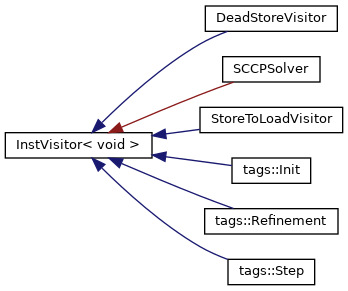 DeadStoreVisitor
SCCPSolver
StoreToLoadVisitor
InstVisitor< void >
tags::Init
tags::Refinement
tags::Step